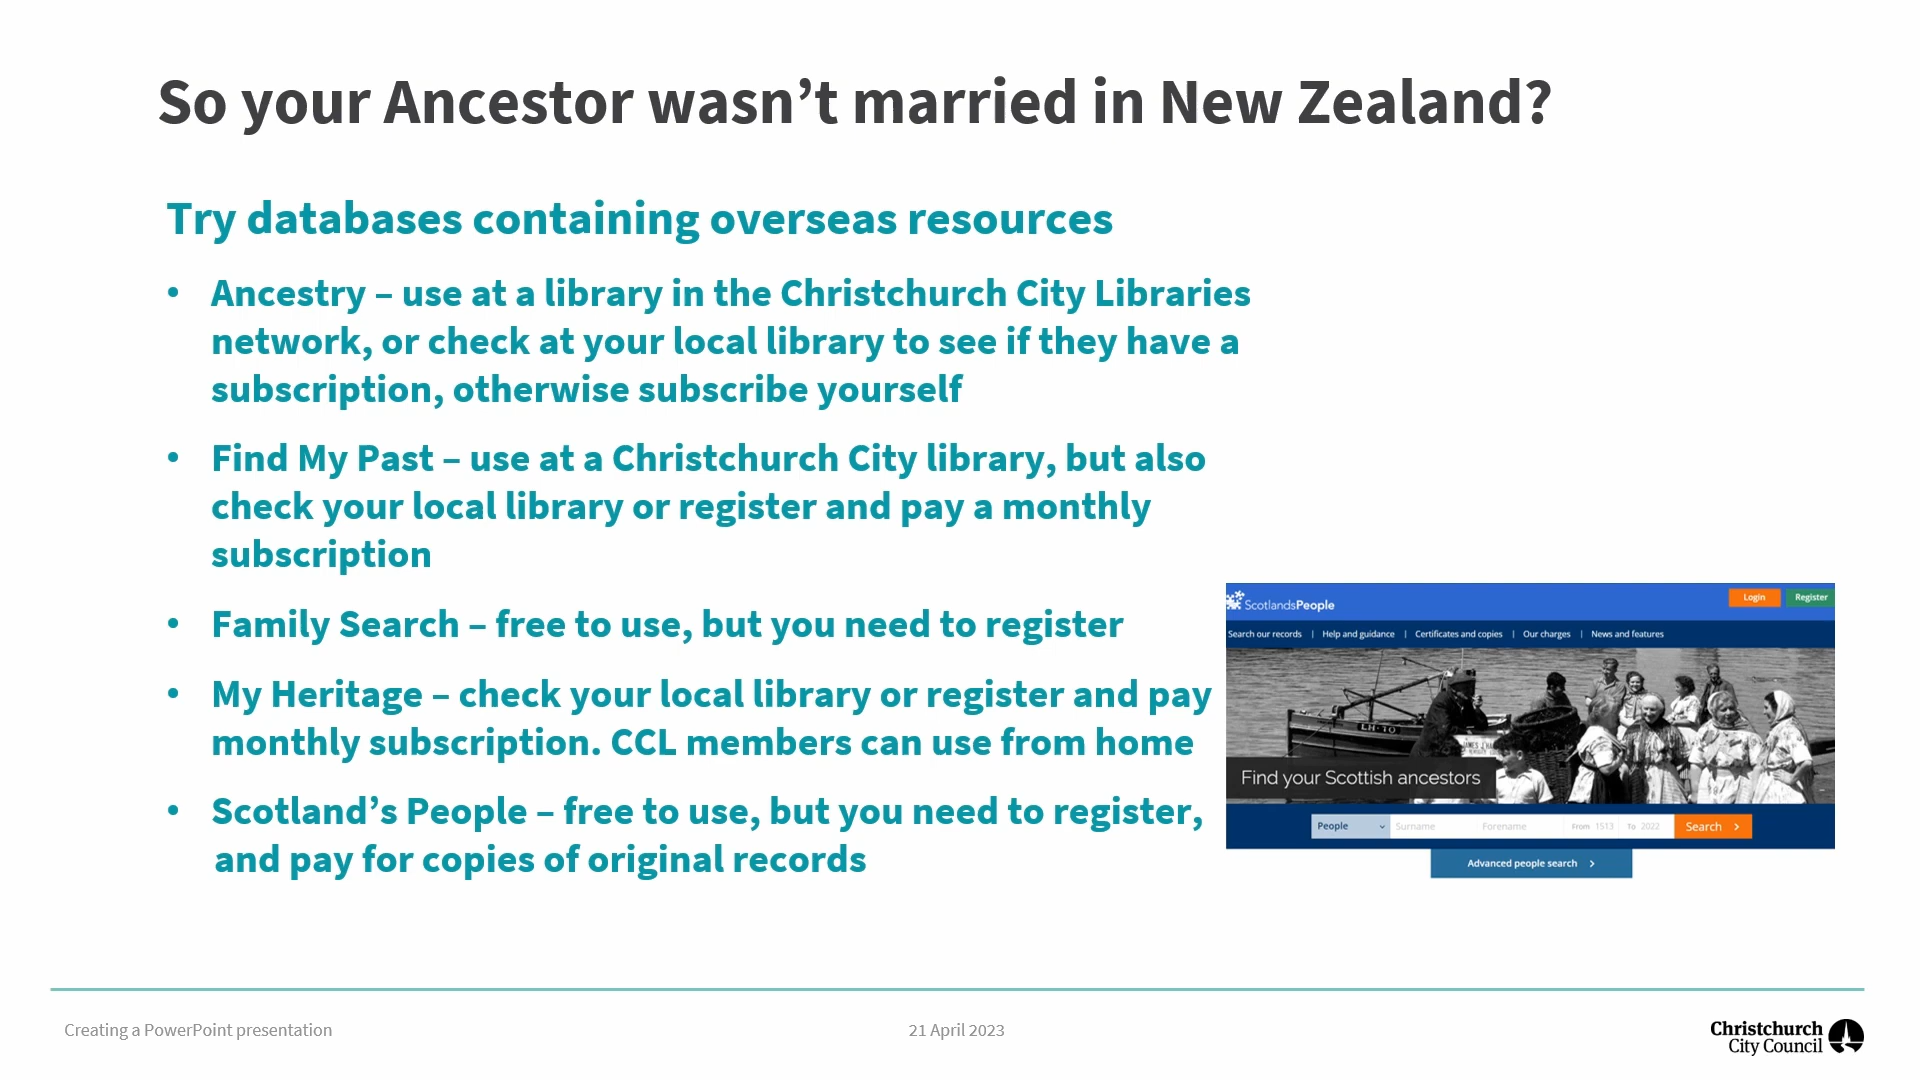 So your Ancestor wasn’t married in New Zealand?
Try databases containing overseas resources
• Ancestry – use at a library in the Christchurch City Libraries
network, or check at your local library to see if they have a
subscription, otherwise subscribe yourself
• Find My Past – use at a Christchurch City library, but also
check your local library or register and pay a monthly
subscription
• Family Search – free to use, but you need to register
• My Heritage – check your local library or register and pay
monthly subscription. CCL members can use from home
• Scotland’s People – free to use, but you need to register,
and pay for copies of original records
ScotlandsPeople
Login
Register
Search our records | Help and guidance | Certificates and copies | Our charges | News and features
LH 10
Find your Scottish ancestors
People Surname Forename From 1513 To 2022 Search >
Advanced people search >
Creating a PowerPoint presentation
21 April 2023
Christchurch
City Council